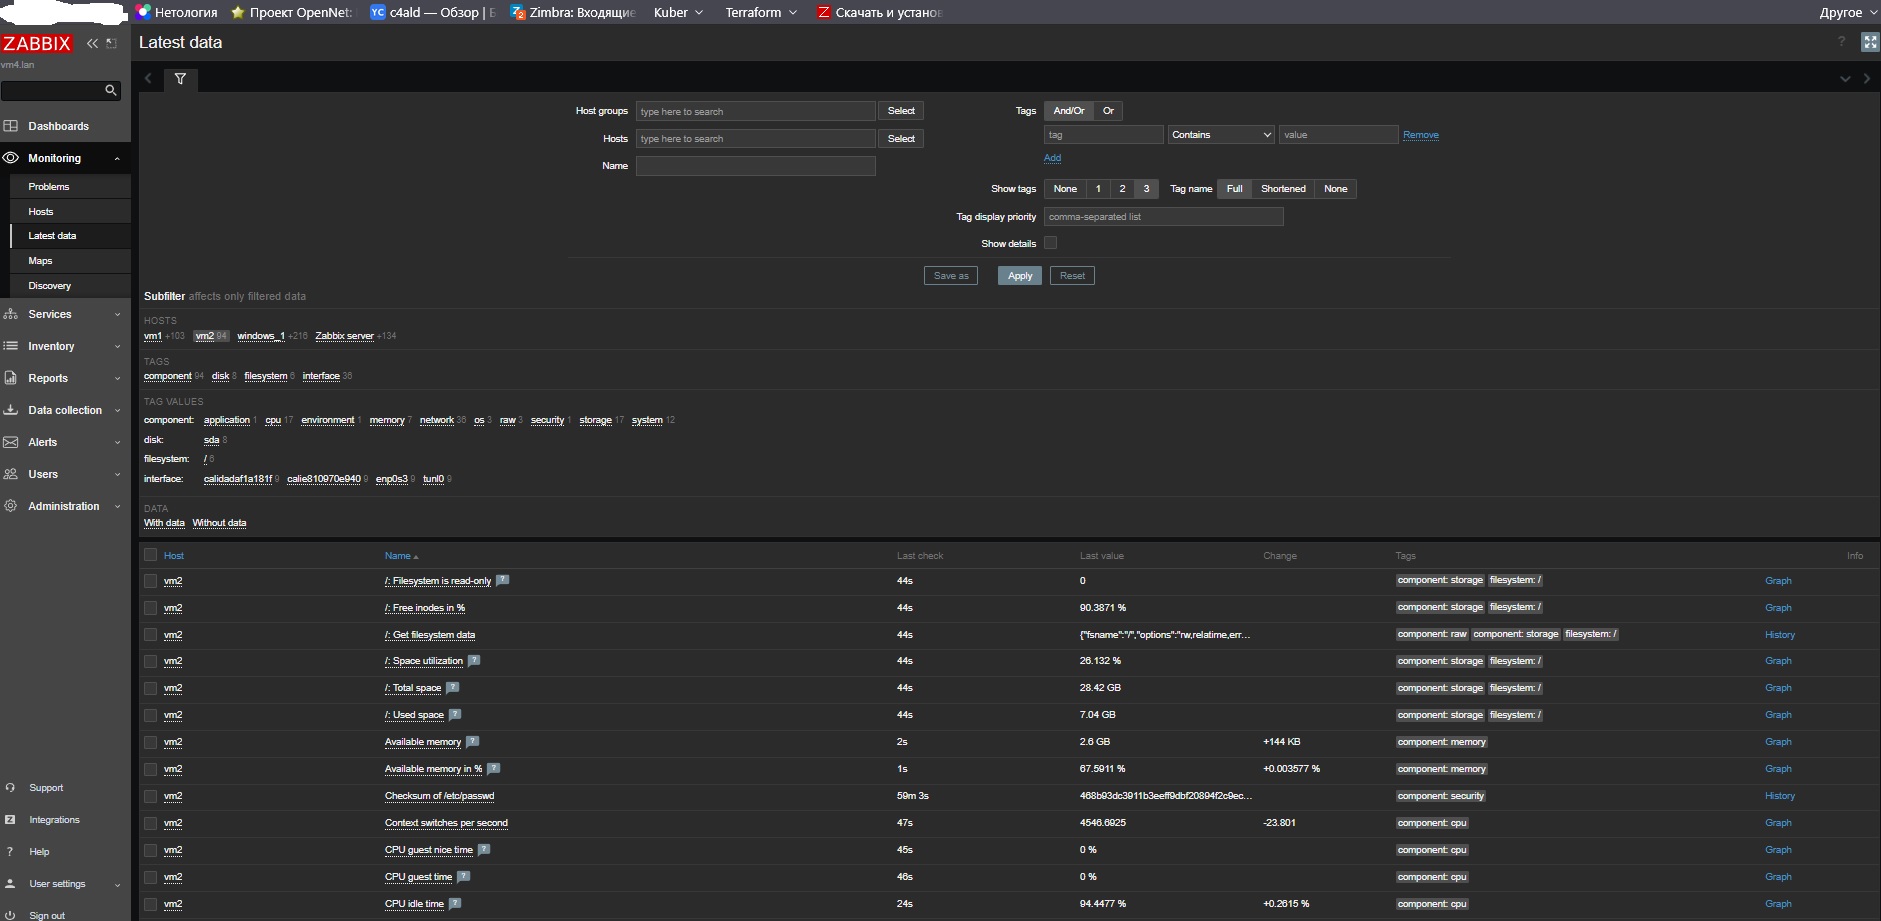 Нетология Проект OpenNet: c4ald — Обзор | Б Zimbra: Входящие Kuber Terraform Скачать и установ Другое
ZABBIX
vm4.lan
Dashboards
Monitoring
Problems
Hosts
Latest data
Maps
Discovery
Services
Inventory
Reports
Data collection
Alerts
Users
Administration
Support
Integrations
Help
User settings
Sign out
Latest data
Host groups type here to search Select
Hosts type here to search Select
Name
Tags And/Or Or
tag Contains value Remove
Add
Show tags None 1 2 3 Tag name Full Shortened None
Tag display priority comma-separated list
Show details
Save as Apply Reset
Subfilter affects only filtered data
HOSTS
vm1 +103 vm2 94 windows_1 +216 Zabbix server +134
TAGS
component 94 disk 8 filesystem 6 interface 36
TAG VALUES
component: application 1 cpu 17 environment 1 memory 7 network 36 os 3 raw 3 security 1 storage 17 system 12
disk: sda 8
filesystem: / 6
interface: calidadaf1a181f 9 calie810970e940 9 enp0s3 9 tunl0 9
DATA
With data Without data
Host Name Last check Last value Change Tags Info
vm2 /: Filesystem is read-only ? 44s 0 component: storage filesystem: / Graph
vm2 /: Free inodes in % 44s 90.3871 % component: storage filesystem: / Graph
vm2 /: Get filesystem data 44s {"fsname":"/","options":"rw,relatime,err... component: raw component: storage filesystem: / History
vm2 /: Space utilization ? 44s 26.132 % component: storage filesystem: / Graph
vm2 /: Total space ? 44s 28.42 GB component: storage filesystem: / Graph
vm2 /: Used space ? 44s 7.04 GB component: storage filesystem: / Graph
vm2 Available memory ? 2s 2.6 GB +144 KB component: memory Graph
vm2 Available memory in % ? 1s 67.5911 % +0.003577 % component: memory Graph
vm2 Checksum of /etc/passwd 59m 3s 468b93dc3911b3eeff9dbf20894f2c9ec... component: security History
vm2 Context switches per second 47s 4546.6925 -23.801 component: cpu Graph
vm2 CPU guest nice time ? 45s 0 % component: cpu Graph
vm2 CPU guest time ? 46s 0 % component: cpu Graph
vm2 CPU idle time ? 24s 94.4477 % +0.2615 % component: cpu Graph